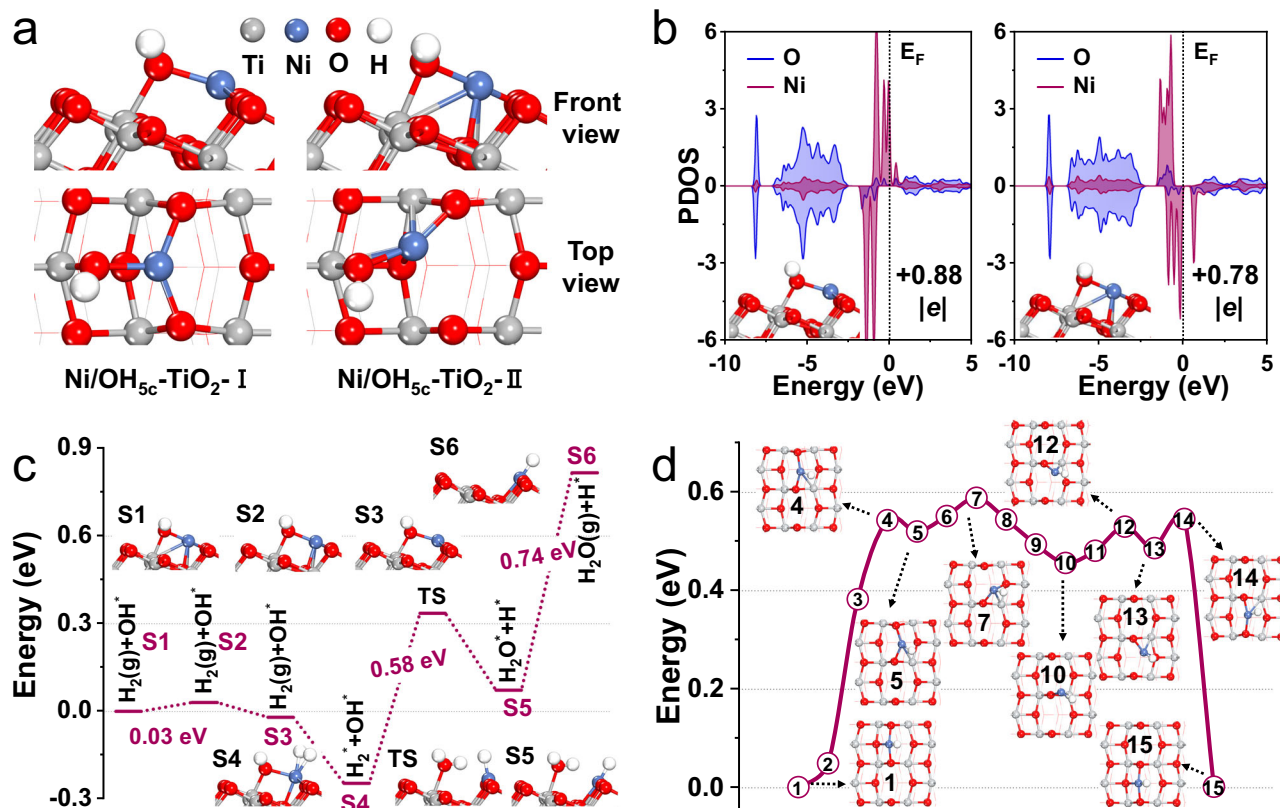 a
Ti Ni O H
Front
view
Top
view
Ni/OH5c-TiO2-Ⅰ
Ni/OH5c-TiO2-Ⅱ
b
PDOS
6
3
0
-3
-6
O
Ni
EF
+0.88
|e|
-10 -5 0 5
Energy (eV)
6
3
0
-3
-6
O
Ni
EF
+0.78
|e|
-10 -5 0 5
Energy (eV)
c
Energy (eV)
0.9
0.6
0.3
0.0
-0.3
S1
S2
S3
S6
S6
H2O(g)+H*
0.74 eV
TS
H2(g)+OH*
S1
H2(g)+OH*
S2
H2(g)+OH*
S3
0.03 eV
0.58 eV
H2*+OH*
S4
H2O*+H*
S5
S4
TS
S5
d
Energy (eV)
0.6
0.4
0.2
0.0
1
2
3
4
5
6
7
8
9
10
11
12
13
14
15
4
12
7
14
5
13
10
1
15